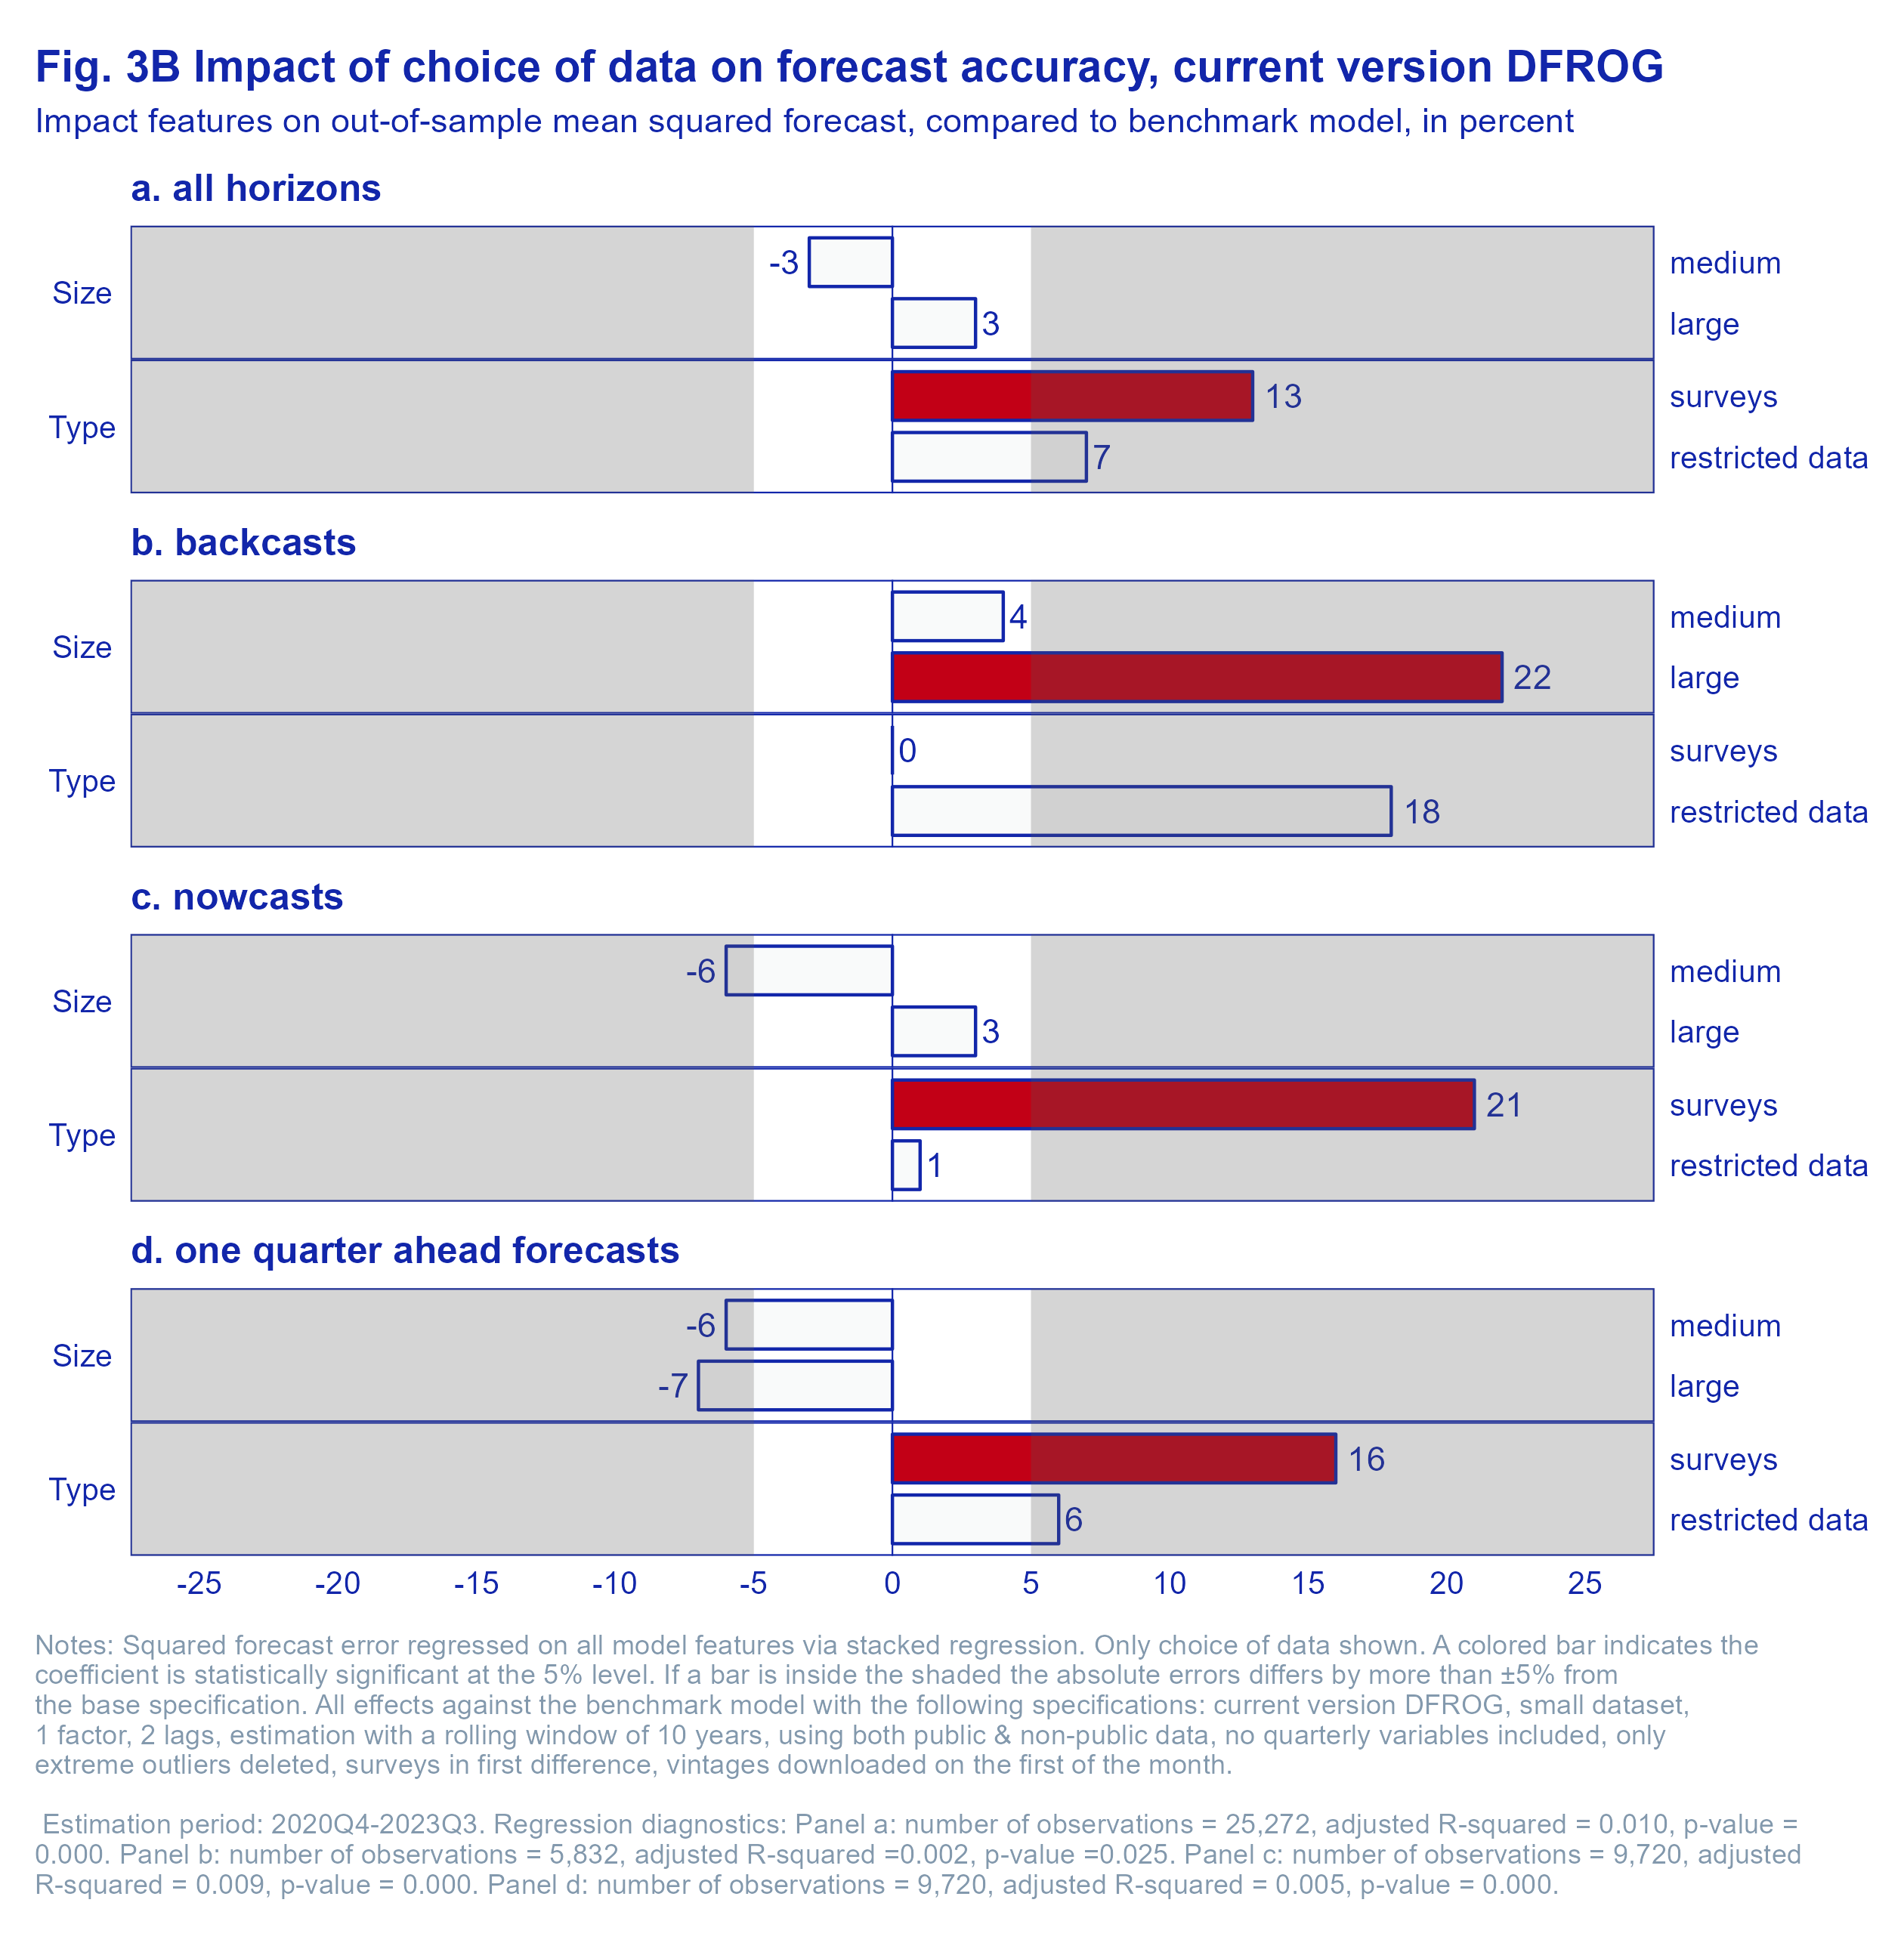 Fig. 3B Impact of choice of data on forecast accuracy, current version DFROG
Impact features on out-of-sample mean squared forecast, compared to benchmark model, in percent
a. all horizons
Size
-3
medium
3
large
Type
13
surveys
7
restricted data
b. backcasts
Size
4
medium
22
large
Type
0
surveys
18
restricted data
c. nowcasts
Size
-6
medium
3
large
Type
21
surveys
1
restricted data
d. one quarter ahead forecasts
Size
-6
medium
-7
large
Type
16
surveys
6
restricted data
-25 -20 -15 -10 -5 0 5 10 15 20 25
Notes: Squared forecast error regressed on all model features via stacked regression. Only choice of data shown. A colored bar indicates the
coefficient is statistically significant at the 5% level. If a bar is inside the shaded the absolute errors differs by more than ±5% from
the base specification. All effects against the benchmark model with the following specifications: current version DFROG, small dataset,
1 factor, 2 lags, estimation with a rolling window of 10 years, using both public & non-public data, no quarterly variables included, only
extreme outliers deleted, surveys in first difference, vintages downloaded on the first of the month.
Estimation period: 2020Q4-2023Q3. Regression diagnostics: Panel a: number of observations = 25,272, adjusted R-squared = 0.010, p-value =
0.000. Panel b: number of observations = 5,832, adjusted R-squared =0.002, p-value =0.025. Panel c: number of observations = 9,720, adjusted
R-squared = 0.009, p-value = 0.000. Panel d: number of observations = 9,720, adjusted R-squared = 0.005, p-value = 0.000.